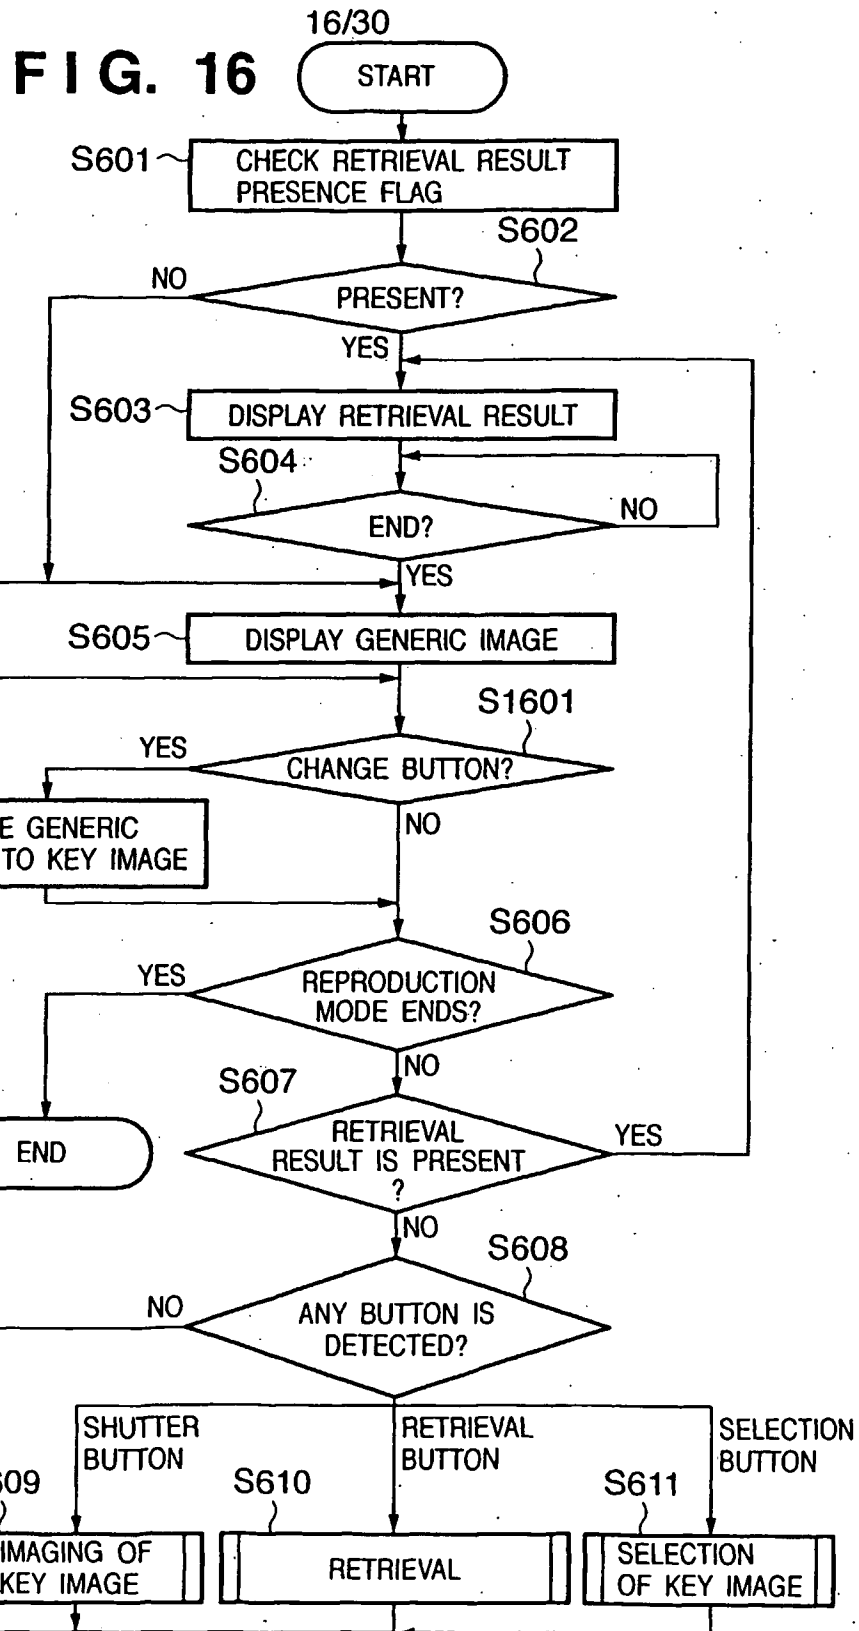 16/30
FIG. 16
START
S601
CHECK RETRIEVAL RESULT
PRESENCE FLAG
S602
NO
PRESENT?
YES
S603
DISPLAY RETRIEVAL RESULT
S604
END?
NO
YES
S605
DISPLAY GENERIC IMAGE
S1601
YES
CHANGE BUTTON?
NO
E GENERIC
TO KEY IMAGE
S606
YES
REPRODUCTION
MODE ENDS?
NO
S607
END
RETRIEVAL
RESULT IS PRESENT
?
YES
NO
S608
NO
ANY BUTTON IS
DETECTED?
SHUTTER
BUTTON
RETRIEVAL
BUTTON
SELECTION
BUTTON
609
S610
S611
IMAGING OF
KEY IMAGE
RETRIEVAL
SELECTION
OF KEY IMAGE